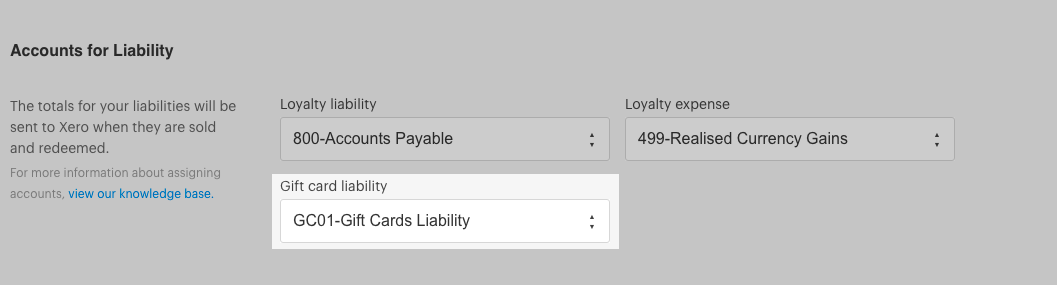 Accounts for Liability
The totals for your liabilities will be
sent to Xero when they are sold
and redeemed.
For more information about assigning
accounts, view our knowledge base.
Loyalty liability
800-Accounts Payable
Loyalty expense
499-Realised Currency Gains
Gift card liability
GC01-Gift Cards Liability